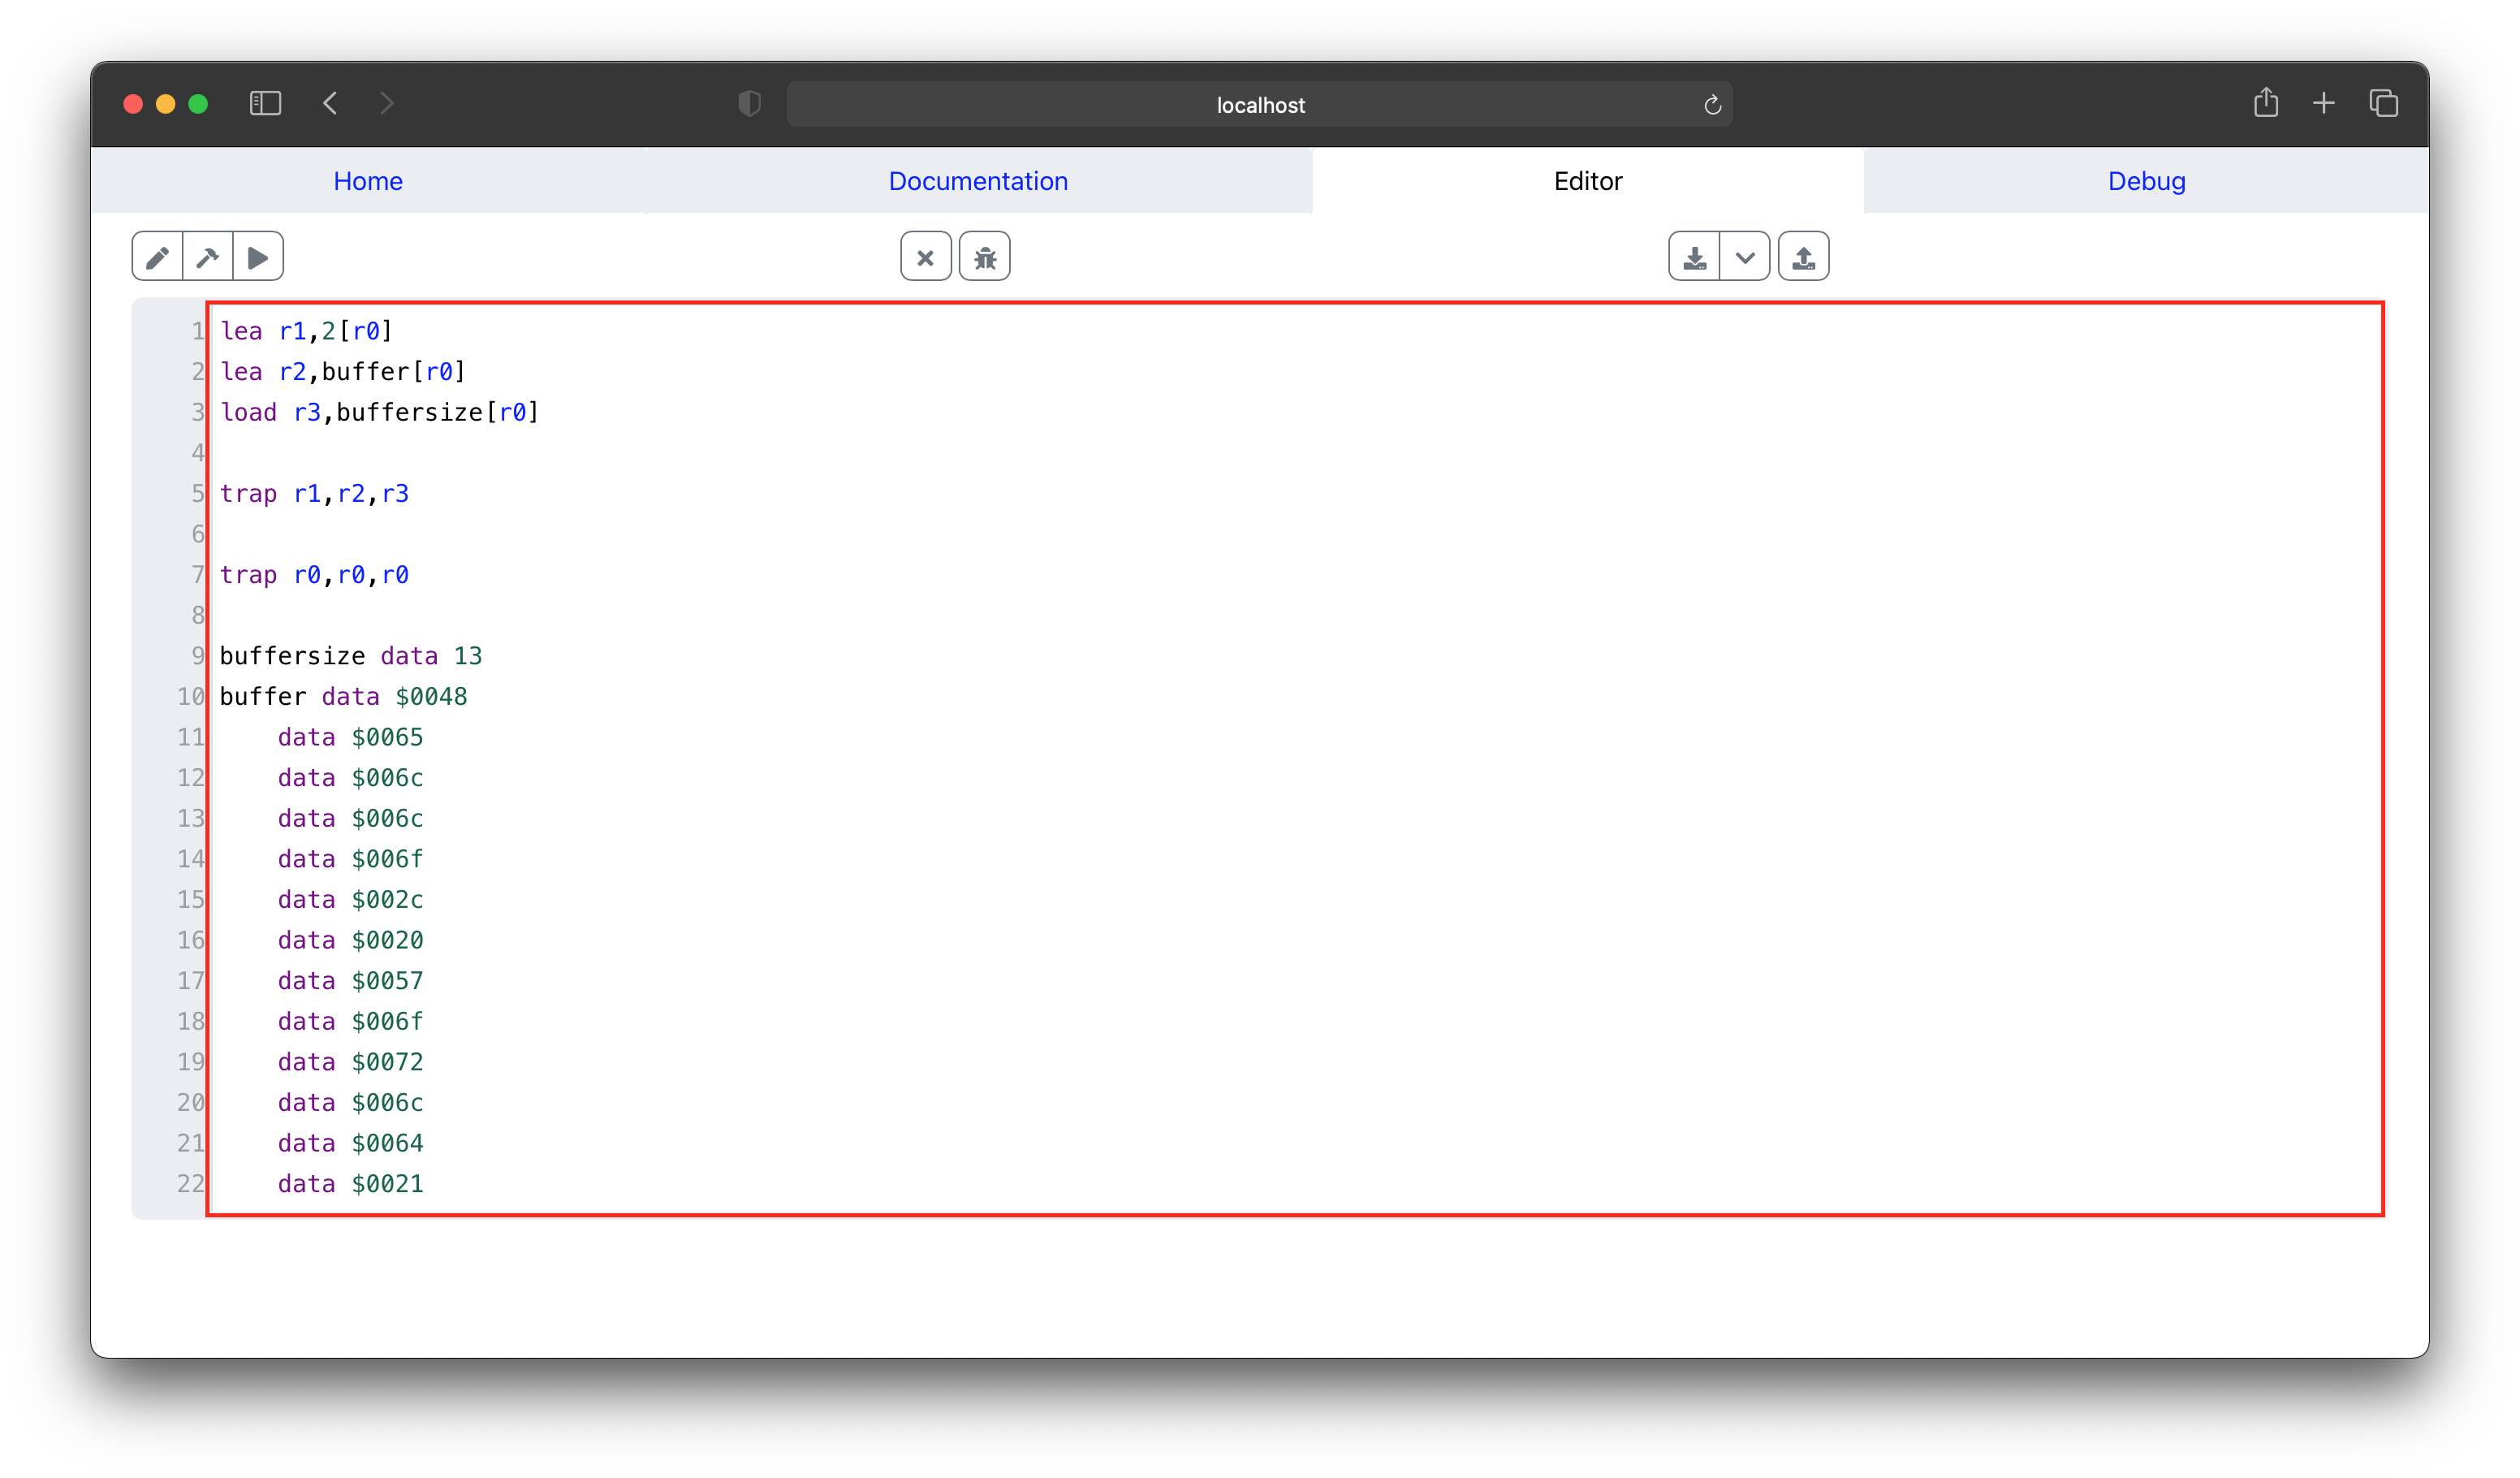 localhost
Home Documentation Editor Debug
1 lea r1,2[r0]
2 lea r2,buffer[r0]
3 load r3,buffersize[r0]
4
5 trap r1,r2,r3
6
7 trap r0,r0,r0
8
9 buffersize data 13
10 buffer data $0048
11     data $0065
12     data $006c
13     data $006c
14     data $006f
15     data $002c
16     data $0020
17     data $0057
18     data $006f
19     data $0072
20     data $006c
21     data $0064
22     data $0021